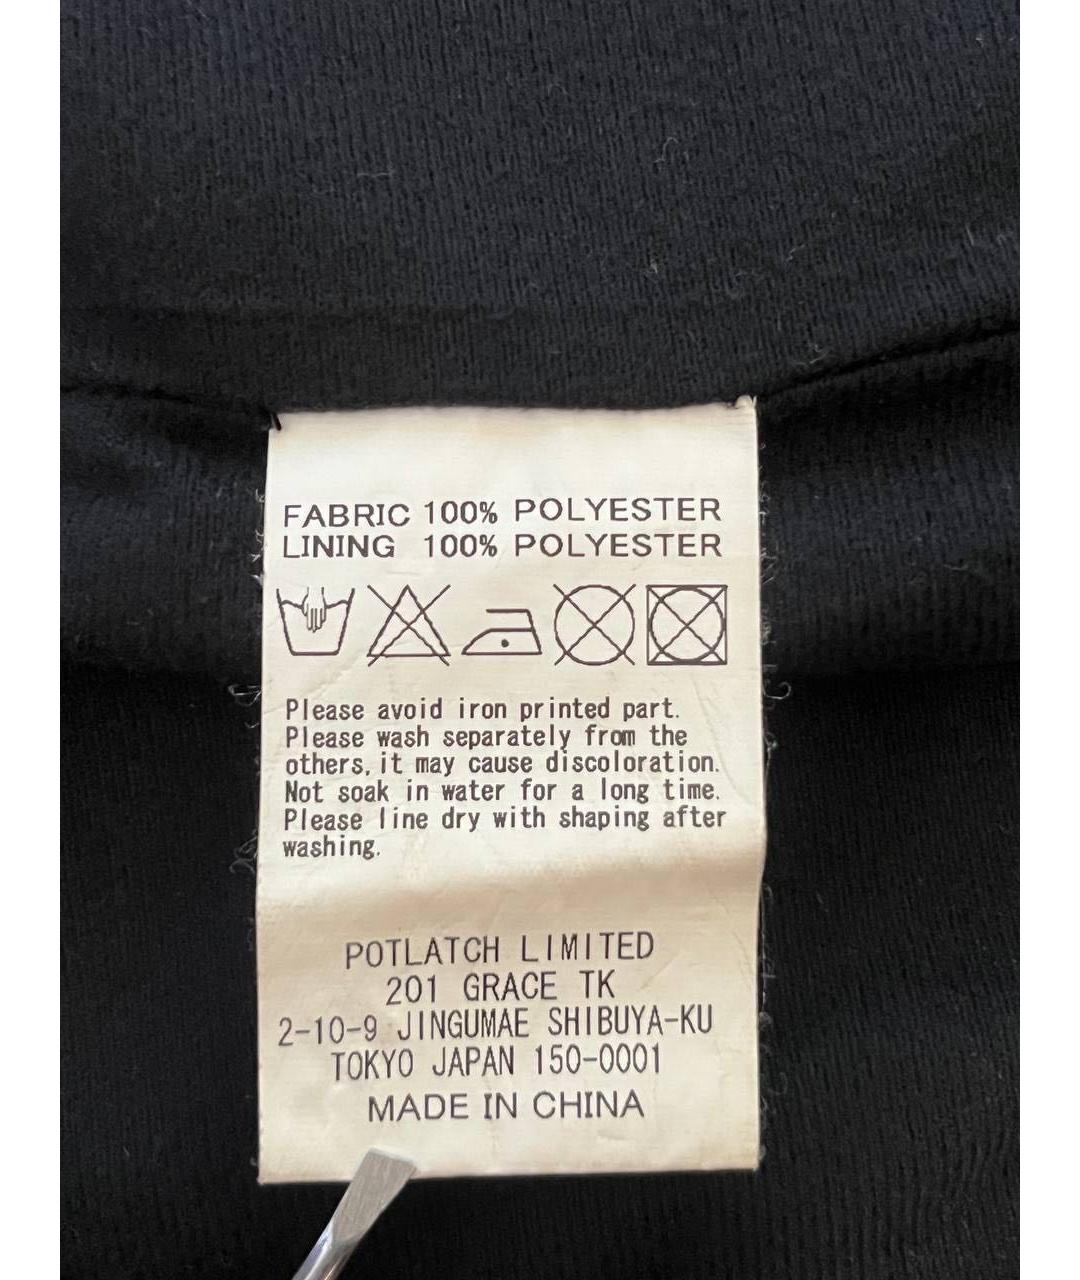 FABRIC 100% POLYESTER
LINING 100% POLYESTER
Please avoid iron printed part.
Please wash separately from the
others, it may cause discoloration.
Not soak in water for a long time.
Please line dry with shaping after
washing.
POTLATCH LIMITED
201 GRACE TK
2-10-9 JINGUMAE SHIBUYA-KU
TOKYO JAPAN 150-0001
MADE IN CHINA